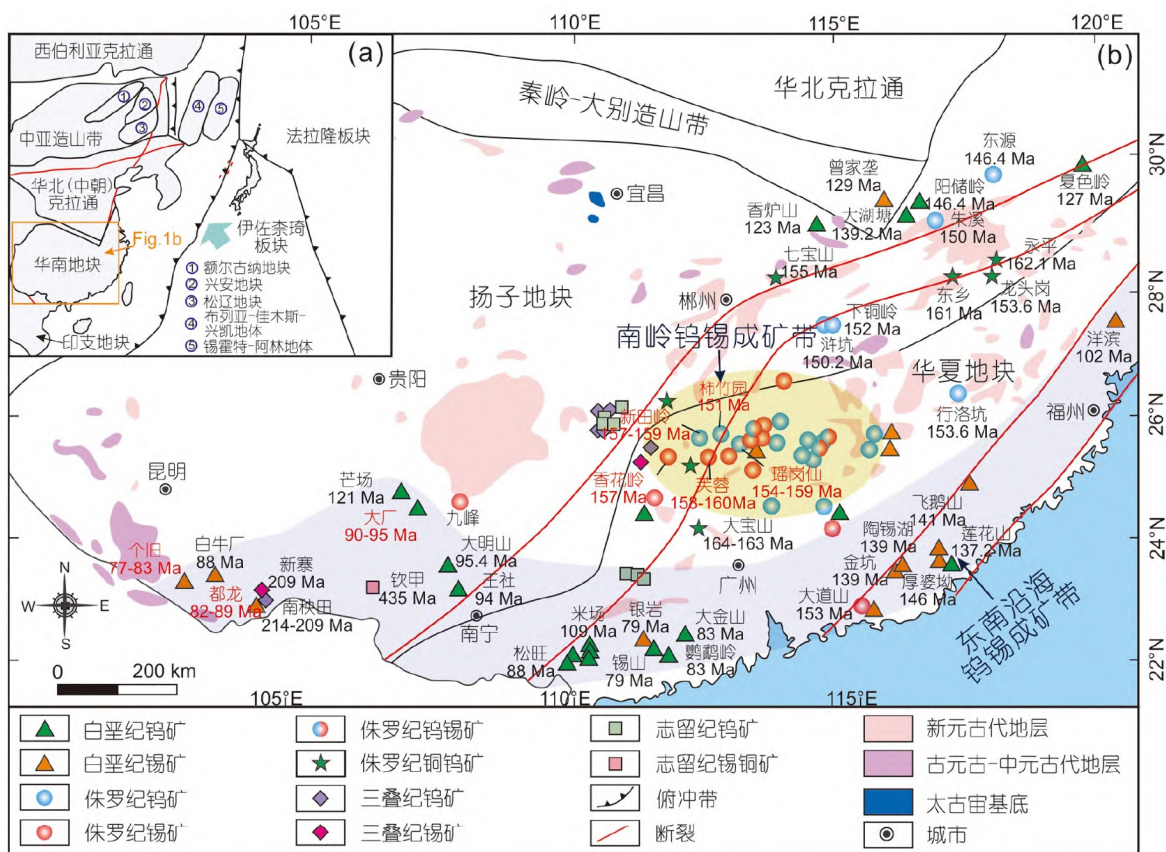 105°E
110°E
115°E
120°E
(a)
西伯利亚克拉通
①
②
③
④
⑤
中亚造山带
法拉隆板块
华北(中朝)
克拉通
Fig.1b
伊佐奈琦
板块
华南地块
印支地块
① 额尔古纳地块
② 兴安地块
③ 松辽地块
④ 布列亚-佳木斯-
兴凯地体
⑤ 锡霍特-阿林地体
(b)
华北克拉通
秦岭-大别造山带
扬子地块
华夏地块
南岭钨锡成矿带
东南沿海
钨锡成矿带
30°N
28°N
26°N
24°N
22°N
宜昌
郴州
贵阳
昆明
南宁
广州
福州
东源
146.4 Ma
曾家垄
129 Ma
阳储岭
146.4 Ma
夏色岭
127 Ma
香炉山
123 Ma
大湖塘
139.2 Ma
朱溪
150 Ma
七宝山
155 Ma
永平
162.1 Ma
东乡
161 Ma
龙头岗
153.6 Ma
下铜岭
152 Ma
浒坑
150.2 Ma
洋滨
102 Ma
行洛坑
153.6 Ma
柿竹园
151 Ma
新田岭
157-159 Ma
香花岭
157 Ma
芙蓉
158-160Ma
瑶岗仙
154-159 Ma
大宝山
164-163 Ma
飞鹅山
141 Ma
陶锡湖
139 Ma
莲花山
137.2 Ma
金坑
139 Ma
厚婆坳
146 Ma
大道山
153 Ma
芒场
121 Ma
大厂
90-95 Ma
九峰
大明山
95.4 Ma
王社
94 Ma
钦甲
435 Ma
个旧
77-83 Ma
白牛厂
88 Ma
新寨
209 Ma
都龙
82-89 Ma
南秧田
214-209 Ma
米场
109 Ma
松旺
88 Ma
银岩
79 Ma
锡山
79 Ma
大金山
83 Ma
鹦鹉岭
83 Ma
N
W
E
S
0
200 km
105°E
110°E
115°E
白垩纪钨矿
侏罗纪钨锡矿
志留纪钨矿
新元古代地层
白垩纪锡矿
侏罗纪铜钨矿
志留纪锡铜矿
古元古-中元古代地层
侏罗纪钨矿
三叠纪钨矿
俯冲带
太古宙基底
侏罗纪锡矿
三叠纪锡矿
断裂
城市